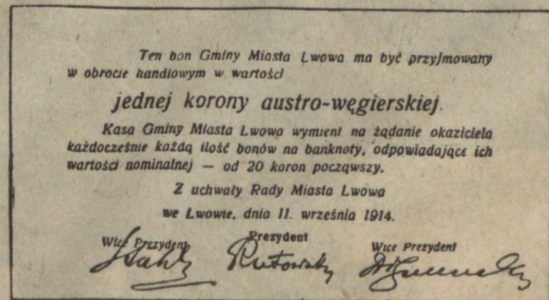 Ten bon Gminy Miasta Lwowa ma być przyjmowany
w obrocie handlowym w wartości
jednej korony austro-węgierskiej.
Kasa Gminy Miasta Lwowa wymieni na żądanie okaziciela
każdocześnie każdą ilość bonów na banknoty, odpowiadające ich
wartości nominalnej — od 20 koron począwszy.
Z uchwały Rady Miasta Lwowa
we Lwowie, dnia 11. września 1914.
Wice Prezydent Prezydent Wice Prezydent
Rutowski